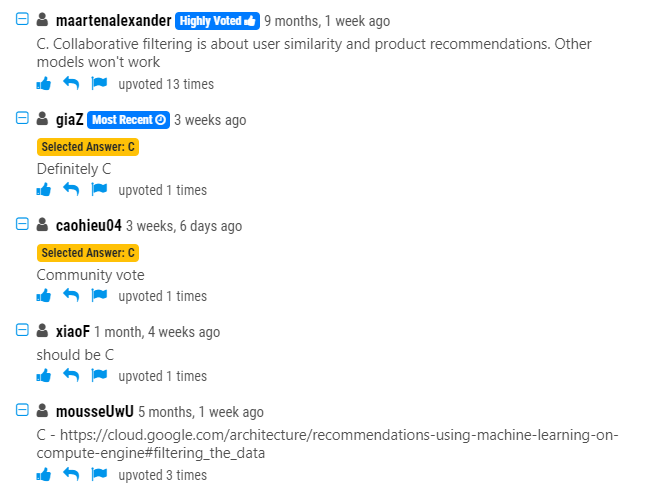 maartenalexander Highly Voted 9 months, 1 week ago
C. Collaborative filtering is about user similarity and product recommendations. Other
models won't work
upvoted 13 times
giaZ Most Recent 3 weeks ago
Selected Answer: C
Definitely C
upvoted 1 times
caohieu04 3 weeks, 6 days ago
Selected Answer: C
Community vote
upvoted 1 times
xiaoF 1 month, 4 weeks ago
should be C
upvoted 1 times
mousseUwU 5 months, 1 week ago
C - https://cloud.google.com/architecture/recommendations-using-machine-learning-on-
compute-engine#filtering_the_data
upvoted 3 times